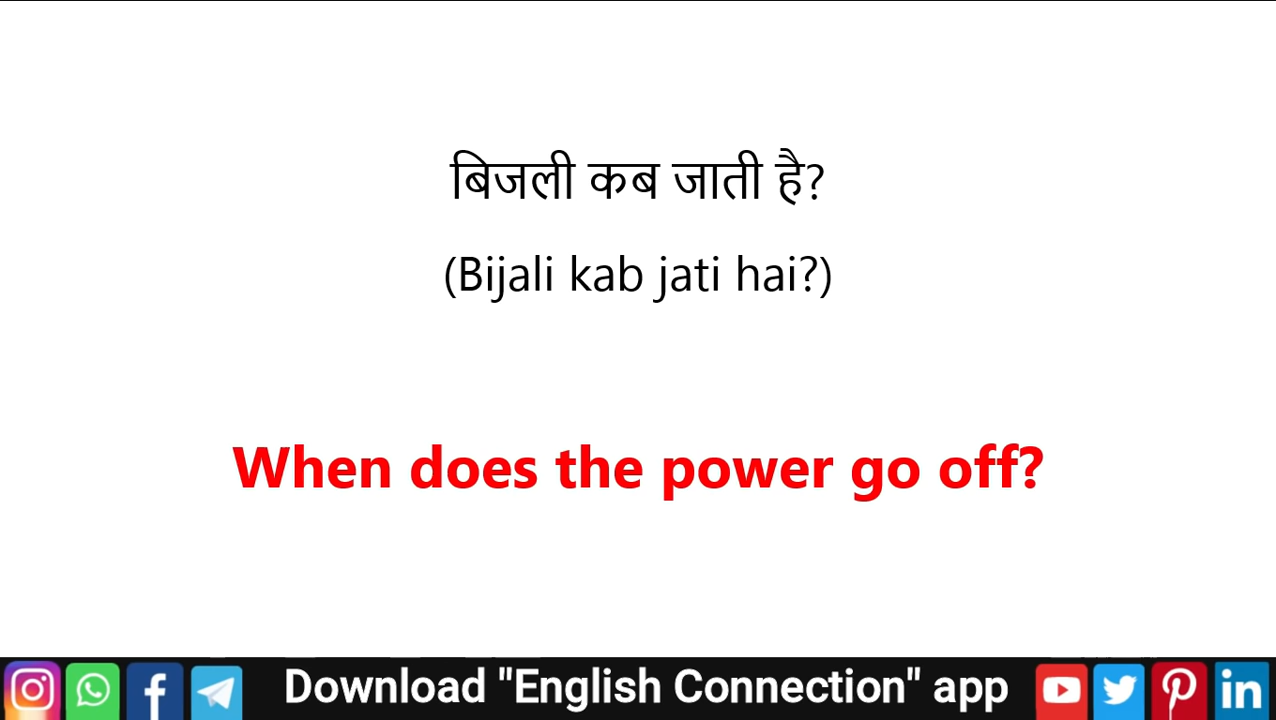 बिजली कब जाती है?
(Bijali kab jati hai?)
When does the power go off?
Download "English Connection" app